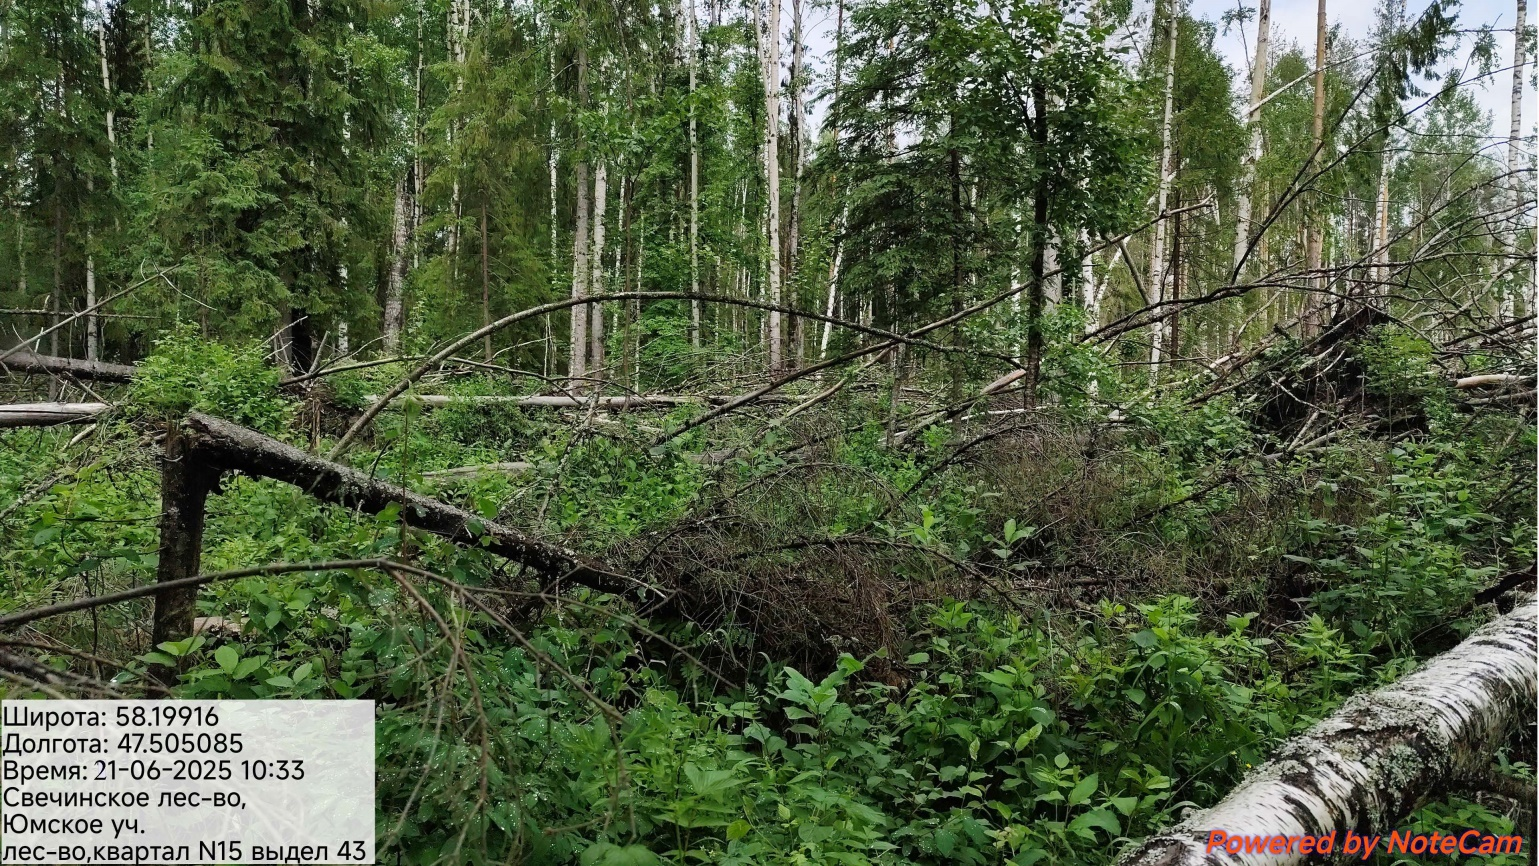 Широта: 58.19916
Долгота: 47.505085
Время: 21-06-2025 10:33
Свечинское лес-во,
Юмское уч.
лес-во,квартал N15 выдел 43
Powered by NoteCam